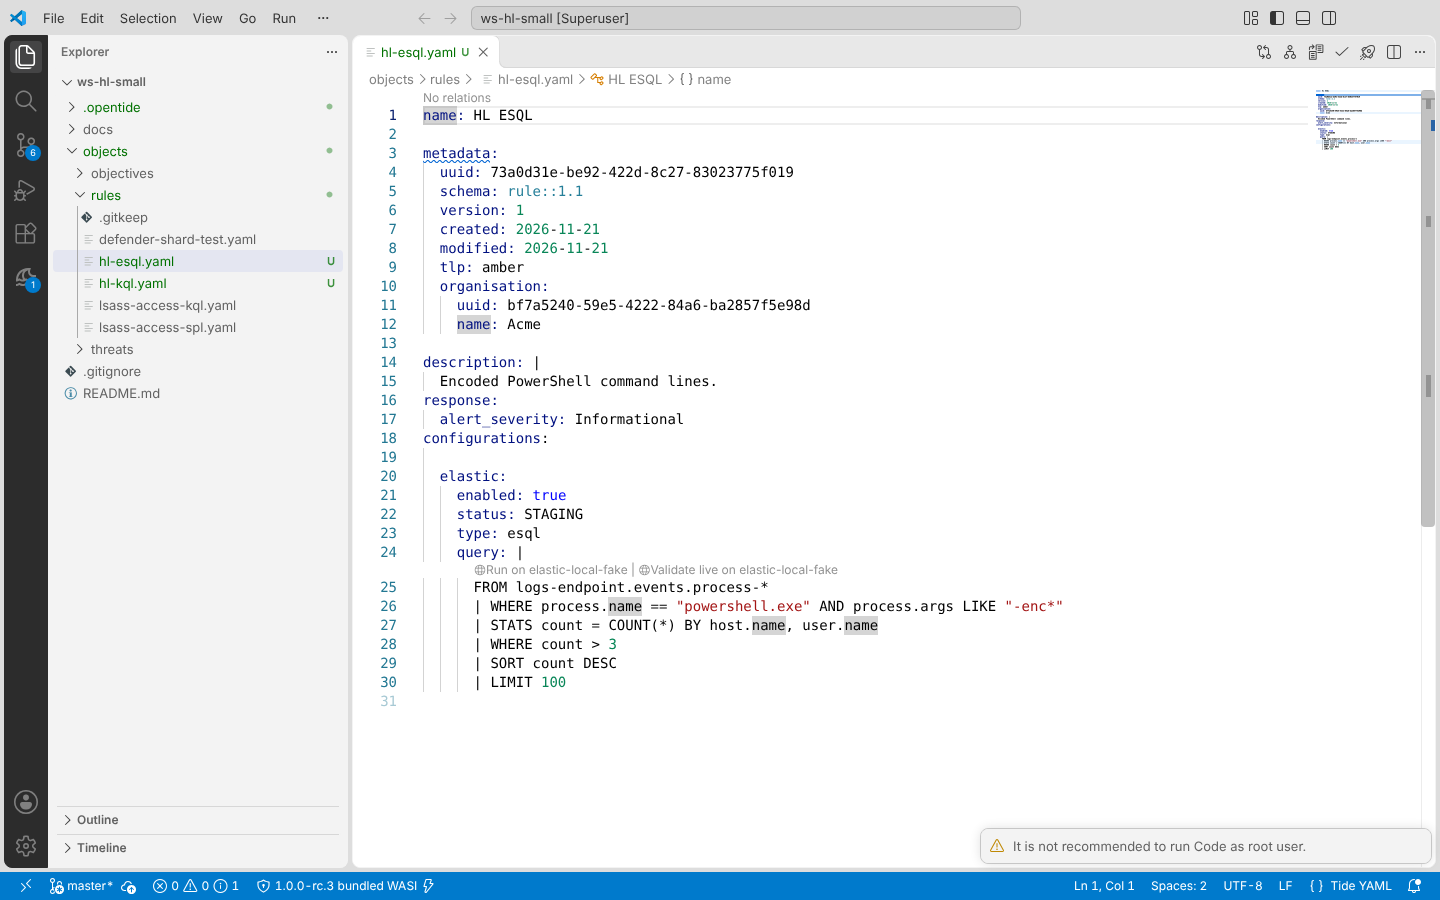 File Edit Selection View Go Run ···
ws-hl-small [Superuser]
Explorer
ws-hl-small
.opentide
docs
objects
objectives
rules
.gitkeep
defender-shard-test.yaml
hl-esql.yaml U
hl-kql.yaml U
lsass-access-kql.yaml
lsass-access-spl.yaml
threats
.gitignore
README.md
Outline
Timeline
6
1
hl-esql.yaml U
objects > rules > hl-esql.yaml > HL ESQL > { } name
No relations
1 name: HL ESQL
2
3 metadata:
4 uuid: 73a0d31e-be92-422d-8c27-83023775f019
5 schema: rule::1.1
6 version: 1
7 created: 2026-11-21
8 modified: 2026-11-21
9 tlp: amber
10 organisation:
11 uuid: bf7a5240-59e5-4222-84a6-ba2857f5e98d
12 name: Acme
13
14 description: |
15 Encoded PowerShell command lines.
16 response:
17 alert_severity: Informational
18 configurations:
19
20 elastic:
21 enabled: true
22 status: STAGING
23 type: esql
24 query: |
Run on elastic-local-fake | Validate live on elastic-local-fake
25 FROM logs-endpoint.events.process-*
26 | WHERE process.name == "powershell.exe" AND process.args LIKE "-enc*"
27 | STATS count = COUNT(*) BY host.name, user.name
28 | WHERE count > 3
29 | SORT count DESC
30 | LIMIT 100
31
It is not recommended to run Code as root user.
master* 0 0 1 1.0.0-rc.3 bundled WASI
Ln 1, Col 1 Spaces: 2 UTF-8 LF { } Tide YAML